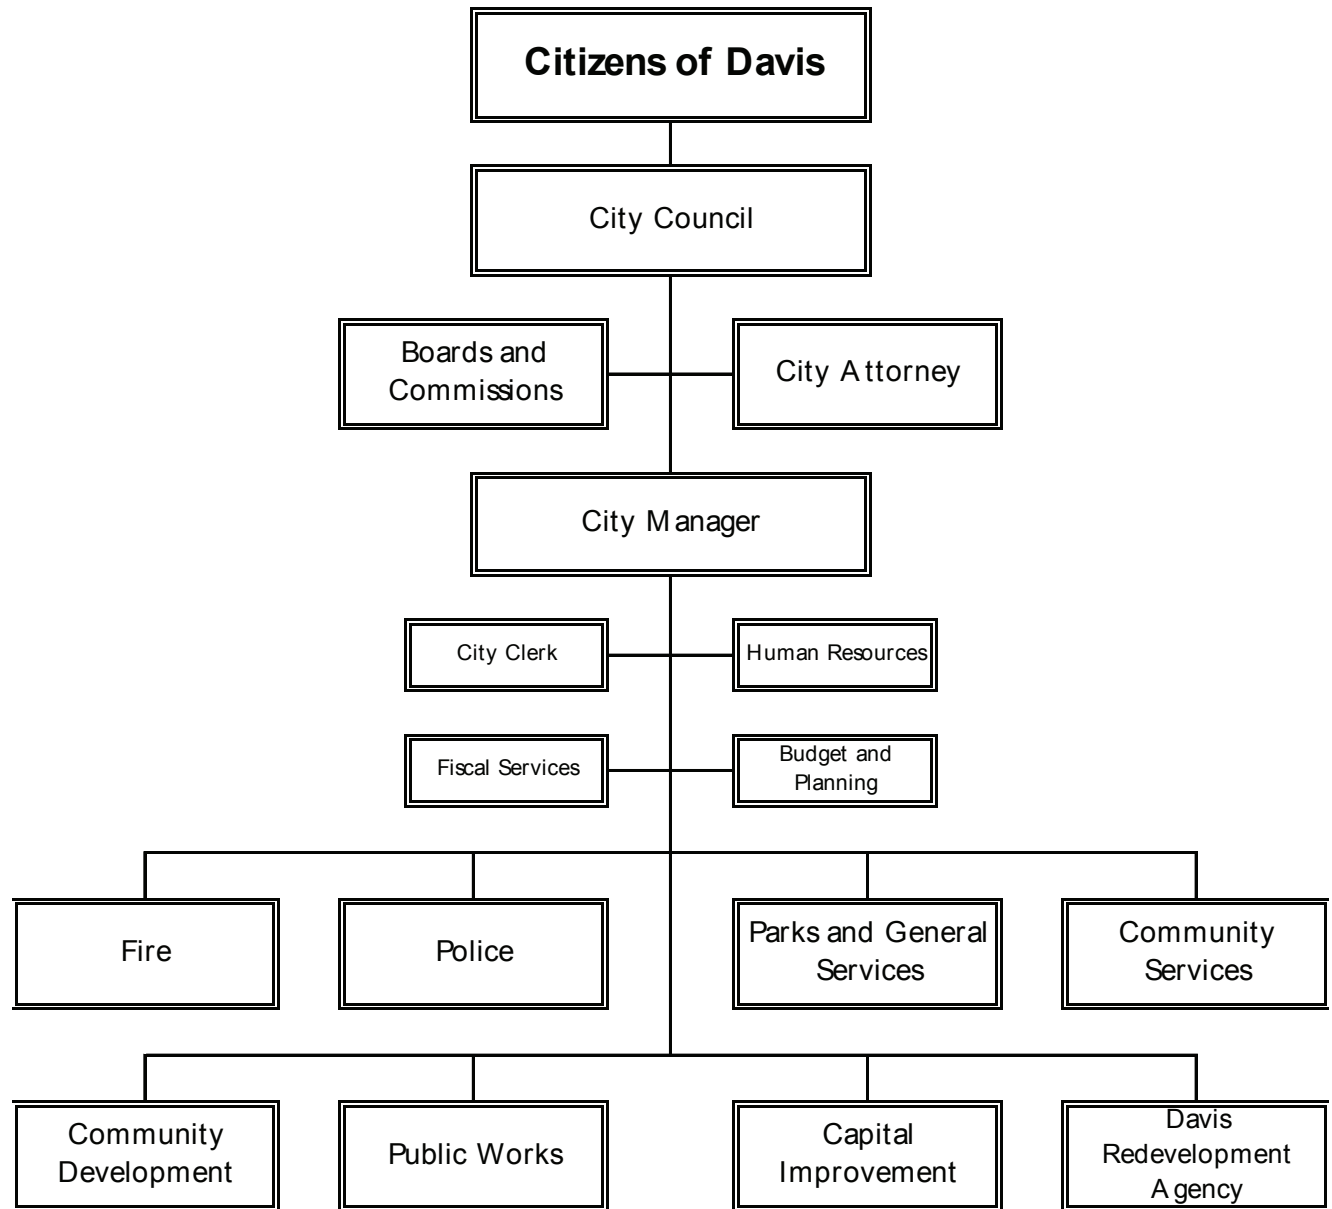 Citizens of Davis
City Council
Boards and
Commissions
City Attorney
City Manager
City Clerk
Human Resources
Fiscal Services
Budget and
Planning
Fire
Police
Parks and General
Services
Community
Services
Community
Development
Public Works
Capital
Improvement
Davis
Redevelopment
Agency